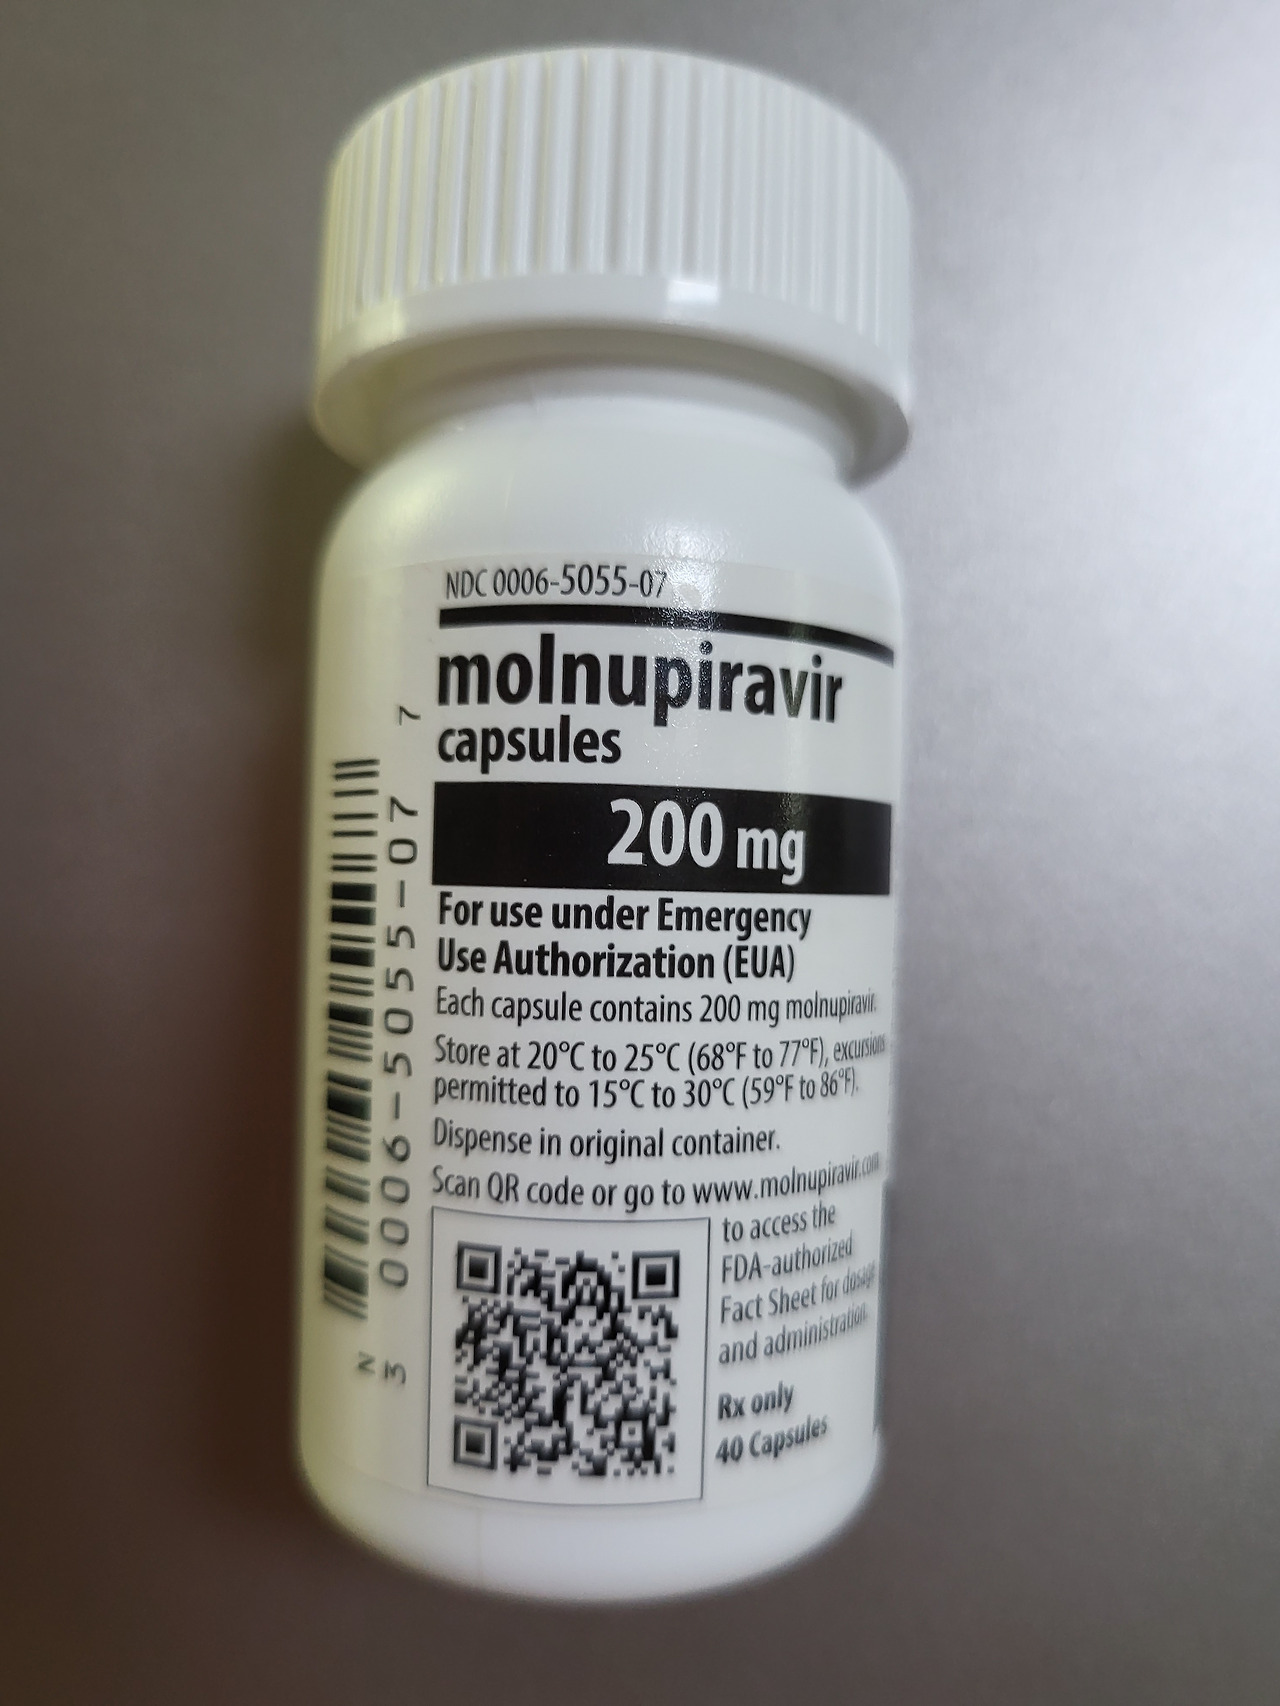 NDC 0006-5055-07
molnupiravir
capsules
200 mg
For use under Emergency
Use Authorization (EUA)
Each capsule contains 200 mg molnupiravir.
Store at 20°C to 25°C (68°F to 77°F), excursions
permitted to 15°C to 30°C (59°F to 86°F).
Dispense in original container.
Scan QR code or go to www.molnupiravir.com
to access the
FDA-authorized
Fact Sheet for dosage
and administration.
Rx only
40 Capsules
N
3 0006-5055-07 7